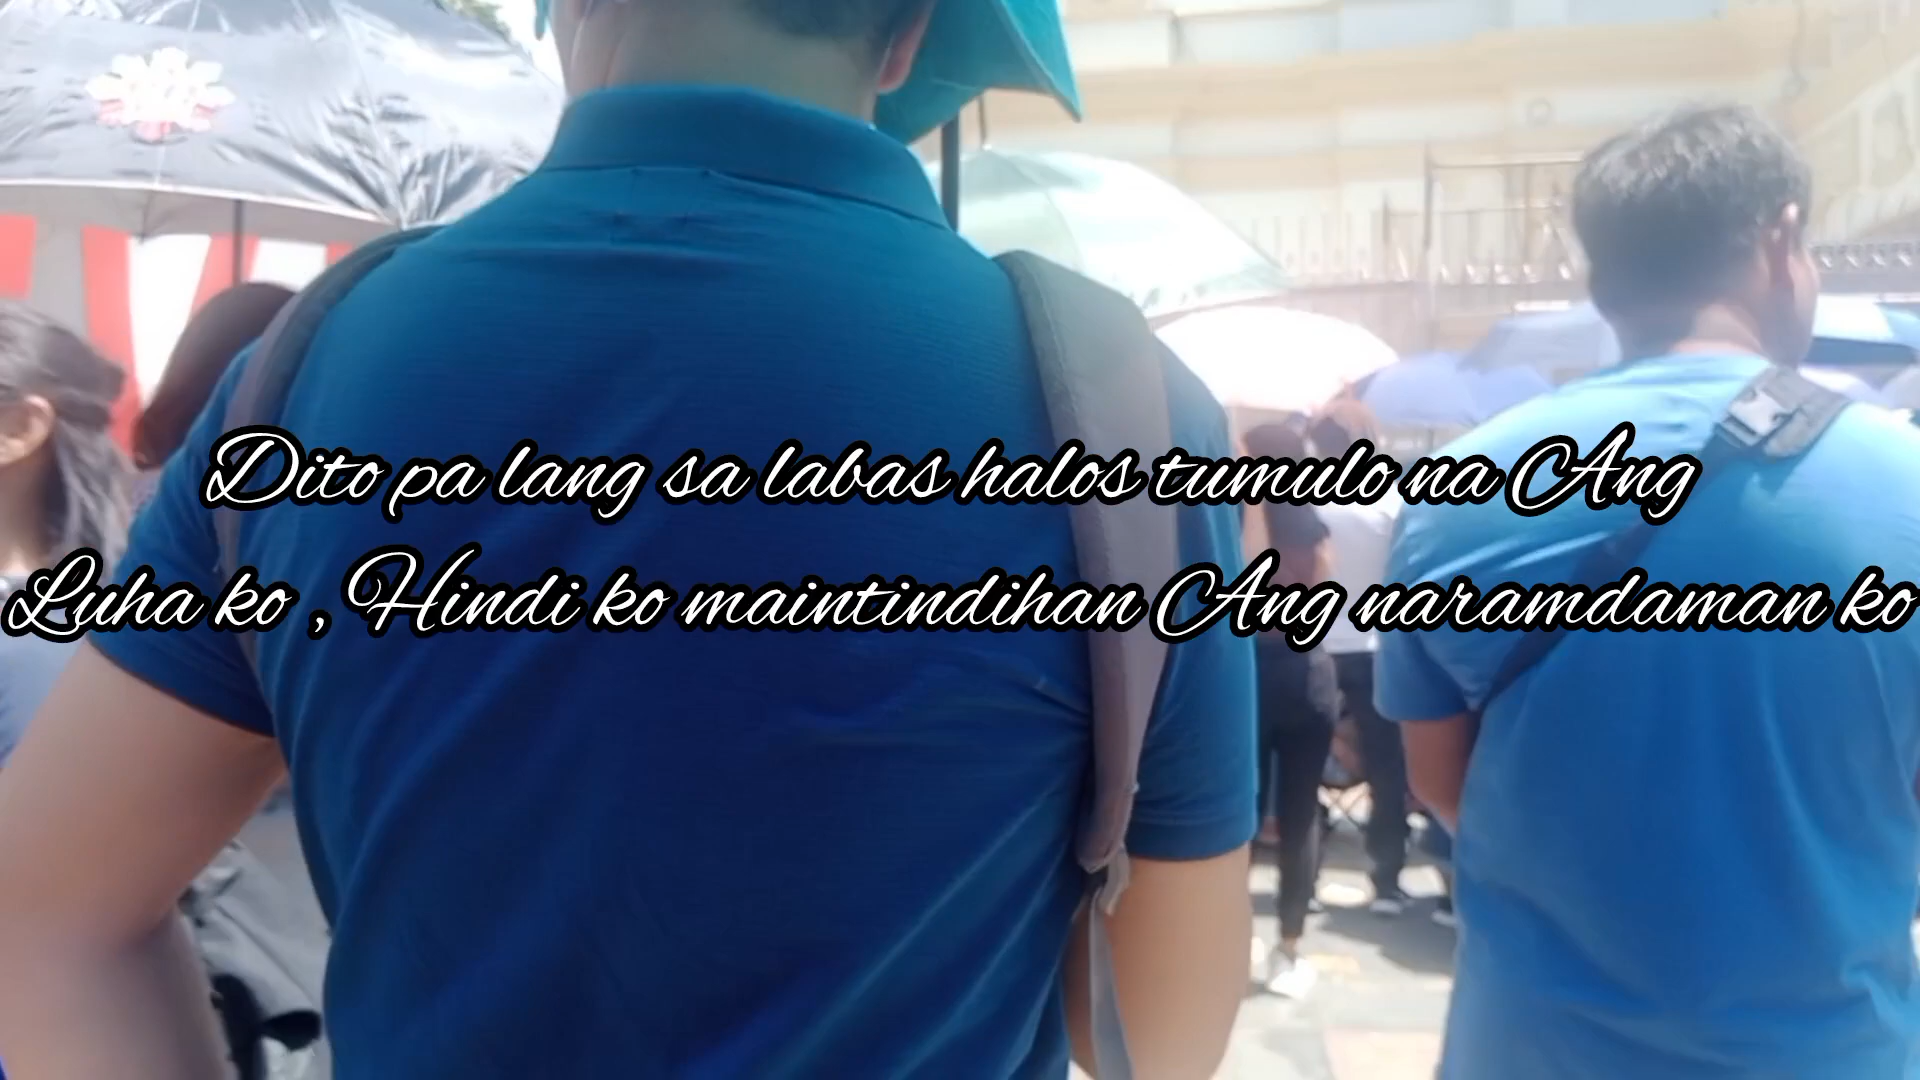 Dito pa lang sa labas halos tumulo na Ang
Luha ko , Hindi ko maintindihan Ang naramdaman ko